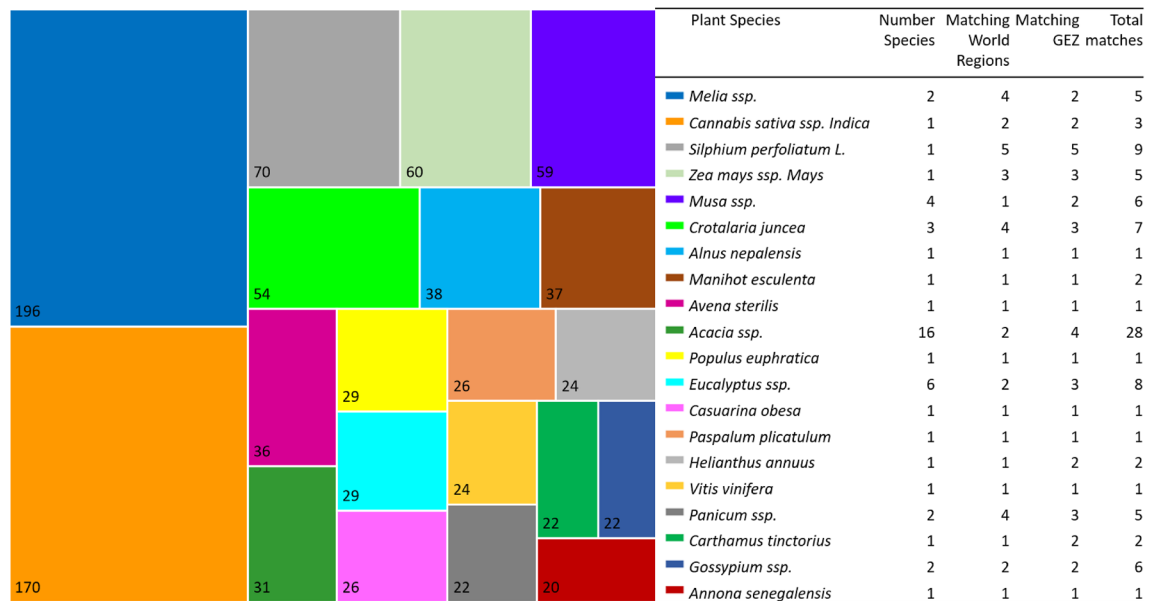 196
170
70
60
59
54
38
37
36
31
29
29
26
26
24
24
22
22
22
20
Plant Species Number Species Matching World Regions Matching GEZ Total matches
Melia ssp. 2 4 2 5
Cannabis sativa ssp. Indica 1 2 2 3
Silphium perfoliatum L. 1 5 5 9
Zea mays ssp. Mays 1 3 3 5
Musa ssp. 4 1 2 6
Crotalaria juncea 3 4 3 7
Alnus nepalensis 1 1 1 1
Manihot esculenta 1 1 1 2
Avena sterilis 1 1 1 1
Acacia ssp. 16 2 4 28
Populus euphratica 1 1 1 1
Eucalyptus ssp. 6 2 3 8
Casuarina obesa 1 1 1 1
Paspalum plicatulum 1 1 1 1
Helianthus annuus 1 1 2 2
Vitis vinifera 1 1 1 1
Panicum ssp. 2 4 3 5
Carthamus tinctorius 1 1 2 2
Gossypium ssp. 2 2 2 6
Annona senegalensis 1 1 1 1